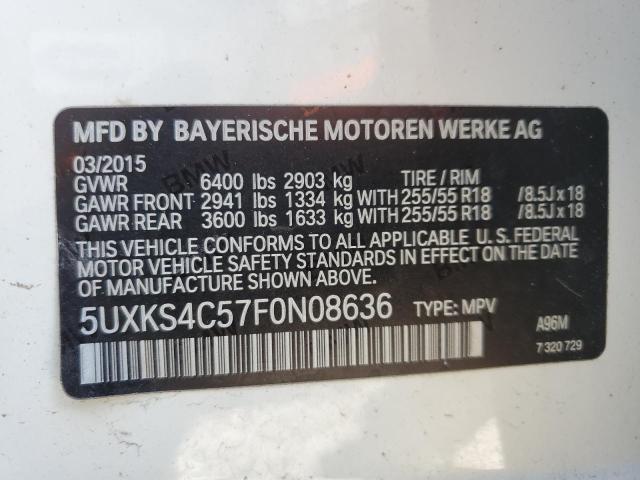 MFD BY BAYERISCHE MOTOREN WERKE AG
03/2015
GVWR 6400 lbs 2903 kg TIRE / RIM
GAWR FRONT 2941 lbs 1334 kg WITH 255/55 R18 /8.5J x 18
GAWR REAR 3600 lbs 1633 kg WITH 255/55 R18 /8.5J x 18
THIS VEHICLE CONFORMS TO ALL APPLICABLE U. S. FEDERAL
MOTOR VEHICLE SAFETY STANDARDS IN EFFECT ON THE DATE
OF MANUFACTURE SHOWN ABOVE.
5UXKS4C57F0N08636 TYPE: MPV A96M
7 320 729